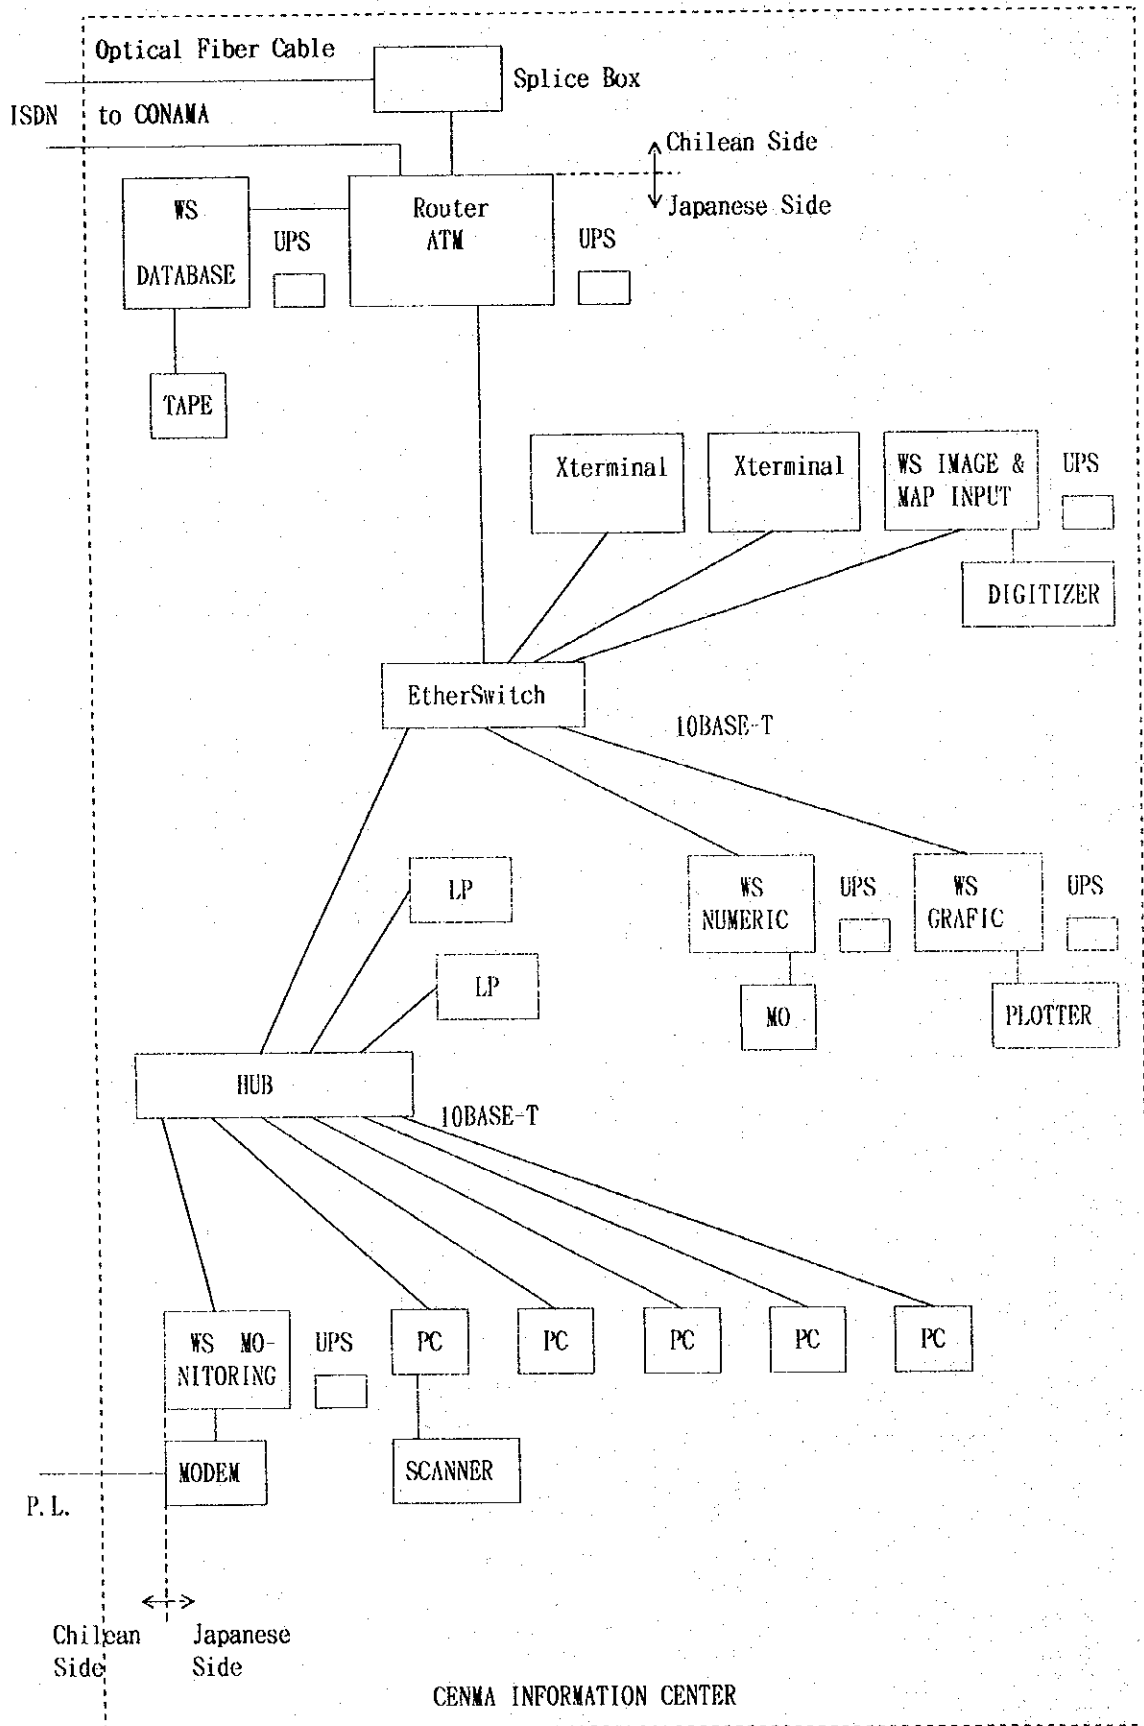 Optical Fiber Cable
Splice Box
ISDN to CONAMA
Chilean Side
Japanese Side
WS
DATABASE
UPS
Router
ATM
UPS
TAPE
Xterminal
Xterminal
WS IMAGE &
MAP INPUT
UPS
DIGITIZER
EtherSwitch
10BASE-T
LP
LP
WS
NUMERIC
UPS
WS
GRAFIC
UPS
MO
PLOTTER
HUB
10BASE-T
WS MO-
NITORING
UPS
PC
PC
PC
PC
PC
MODEM
SCANNER
P.L.
Chilean
Side
Japanese
Side
CENMA INFORMATION CENTER